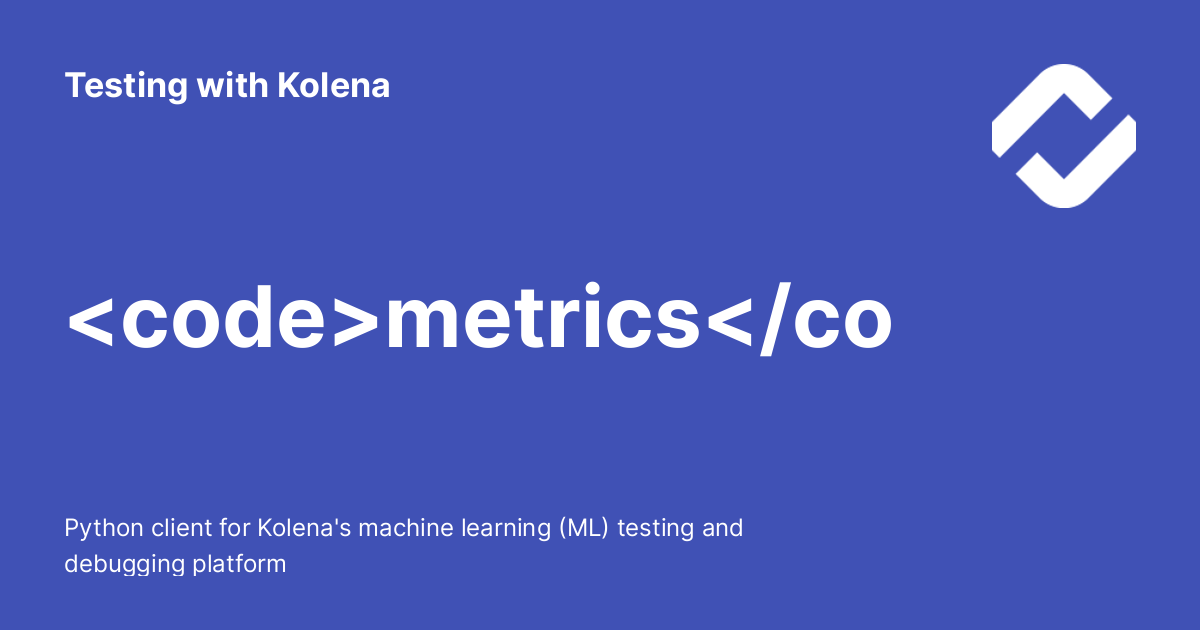 Testing with Kolena
<code>metrics</co
Python client for Kolena's machine learning (ML) testing and
debugging platform